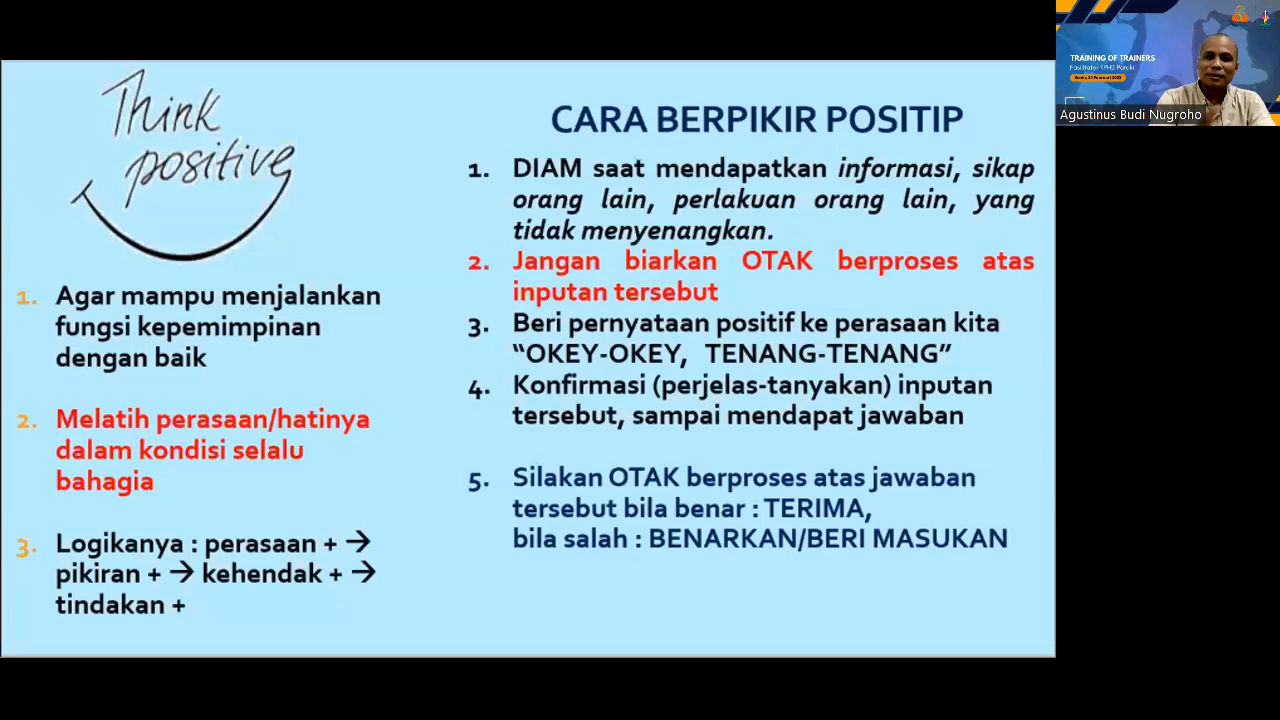 Think
positive
1. Agar mampu menjalankan
fungsi kepemimpinan
dengan baik
2. Melatih perasaan/hatinya
dalam kondisi selalu
bahagia
3. Logikanya : perasaan + →
pikiran + → kehendak + →
tindakan +
CARA BERPIKIR POSITIP
1. DIAM saat mendapatkan informasi, sikap
orang lain, perlakuan orang lain, yang
tidak menyenangkan.
2. Jangan biarkan OTAK berproses atas
inputan tersebut
3. Beri pernyataan positif ke perasaan kita
“OKEY-OKEY, TENANG-TENANG”
4. Konfirmasi (perjelas-tanyakan) inputan
tersebut, sampai mendapat jawaban
5. Silakan OTAK berproses atas jawaban
tersebut bila benar : TERIMA,
bila salah : BENARKAN/BERI MASUKAN
TRAINING OF TRAINERS
Fasilitator KPHB Paroki
Agustinus Budi Nugroho